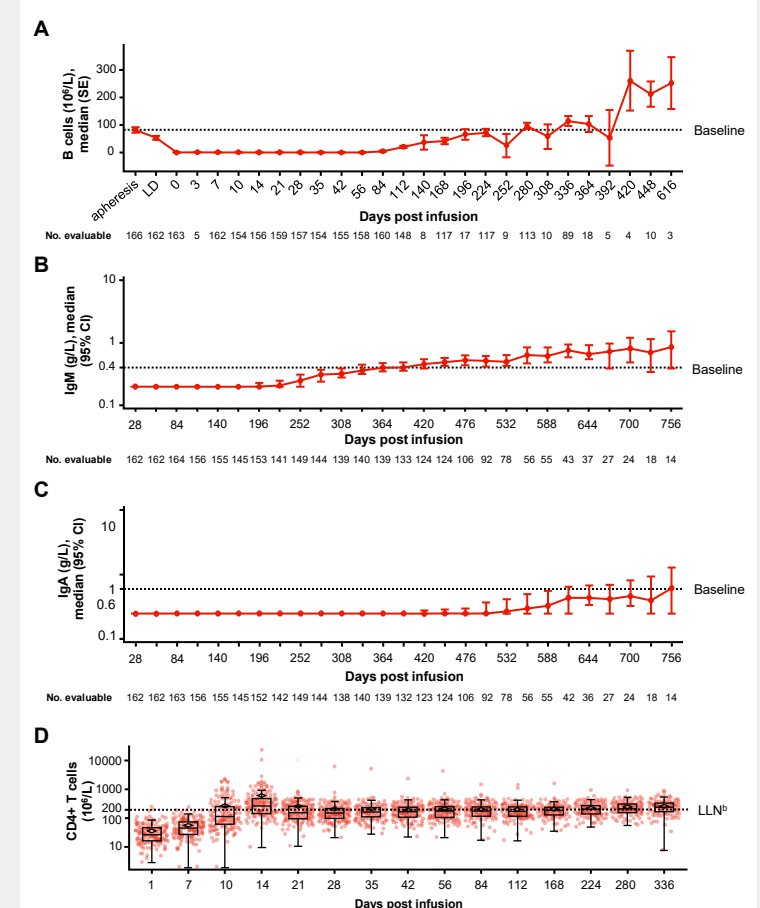 A
B cells (10⁶/L),
median (SE)
300
200
100
0
Baseline
apheresis LD 0 3 7 10 14 21 28 35 42 56 84 112 140 168 196 224 252 280 308 336 364 392 420 448 616
Days post infusion
No. evaluable 166 162 163 5 162 154 156 159 157 154 155 158 160 148 8 117 17 117 9 113 10 89 18 5 4 10 3
B
IgM (g/L), median
(95% CI)
10
1
0.4
0.1
Baseline
28 84 140 196 252 308 364 420 476 532 588 644 700 756
Days post infusion
No. evaluable 162 162 164 156 155 145 153 141 149 144 139 140 139 133 124 124 106 92 78 56 55 43 37 27 24 18 14
C
IgA (g/L),
median (95% CI)
10
1
0.6
0.1
Baseline
28 84 140 196 252 308 364 420 476 532 588 644 700 756
Days post infusion
No. evaluable 162 162 163 156 155 145 152 142 149 144 138 140 139 132 123 124 106 92 78 56 55 42 36 27 24 18 14
D
CD4+ T cells
(10⁶/L)
10000
1000
200
100
10
LLNᵇ
1 7 10 14 21 28 35 42 56 84 112 168 224 280 336
Days post infusion